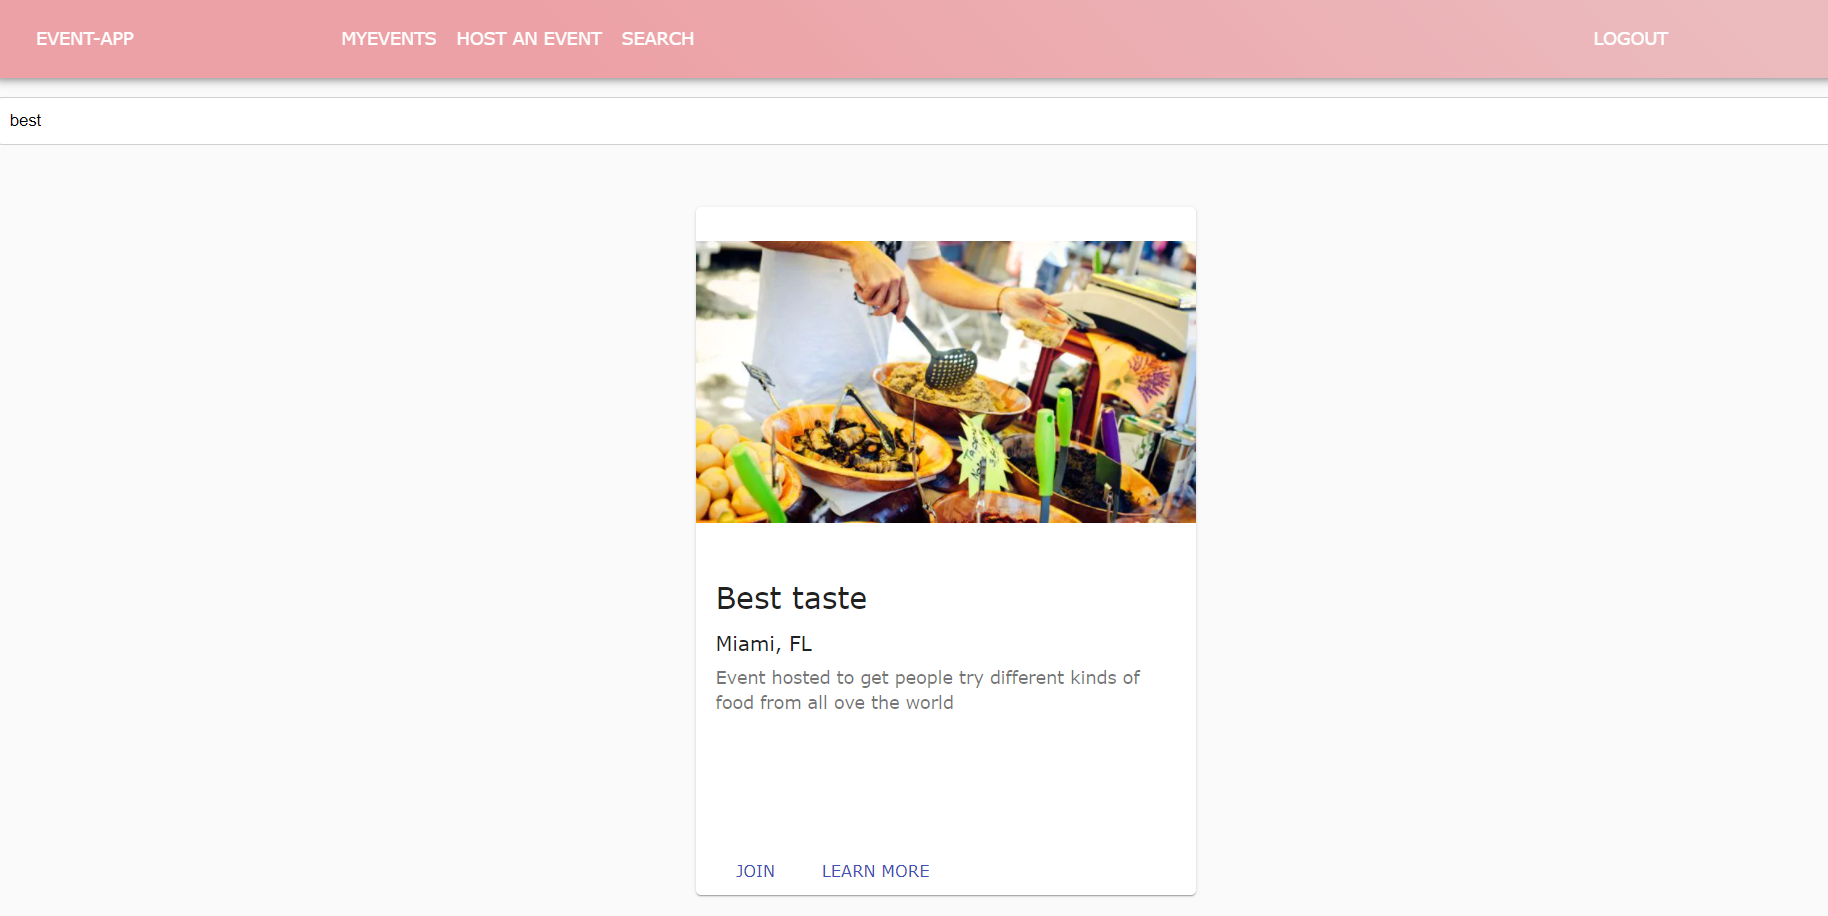 EVENT-APP MYEVENTS HOST AN EVENT SEARCH LOGOUT
best
Best taste
Miami, FL
Event hosted to get people try different kinds of
food from all ove the world
JOIN LEARN MORE